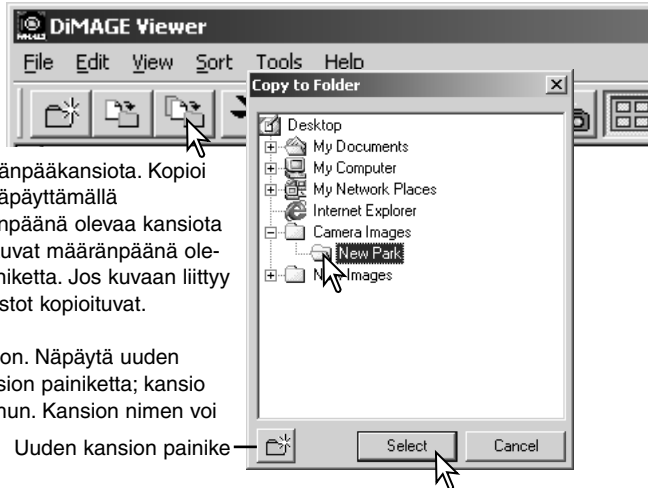 DiMAGE Viewer
File Edit View Sort Tools Help
Copy to Folder
Desktop
My Documents
My Computer
My Network Places
Internet Explorer
Camera Images
New Park
New Images
änpääkansiota. Kopioi
äpäyttämällä
npäänä olevaa kansiota
uvat määränpäänä ole-
niketta. Jos kuvaan liittyy
stot kopioituvat.
on. Näpäytä uuden
sion painiketta; kansio
nun. Kansion nimen voi
Uuden kansion painike
Select Cancel